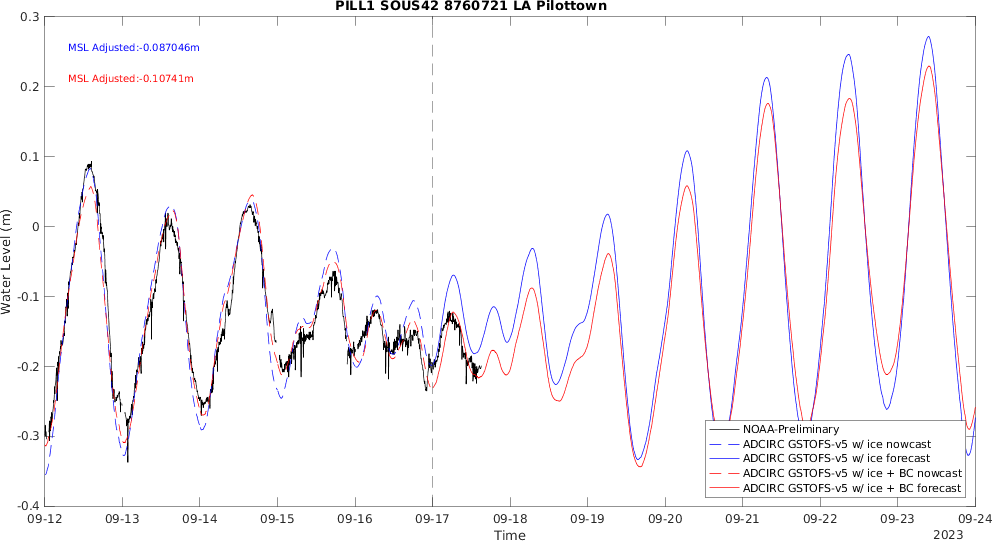 PILL1 SOUS42 8760721 LA Pilottown
MSL Adjusted:-0.087046m
MSL Adjusted:-0.10741m
Water Level (m)
0.3
0.2
0.1
0
-0.1
-0.2
-0.3
-0.4
NOAA-Preliminary
ADCIRC GSTOFS-v5 w/ ice nowcast
ADCIRC GSTOFS-v5 w/ ice forecast
ADCIRC GSTOFS-v5 w/ ice + BC nowcast
ADCIRC GSTOFS-v5 w/ ice + BC forecast
09-12 09-13 09-14 09-15 09-16 09-17 09-18 09-19 09-20 09-21 09-22 09-23 09-24
Time
2023